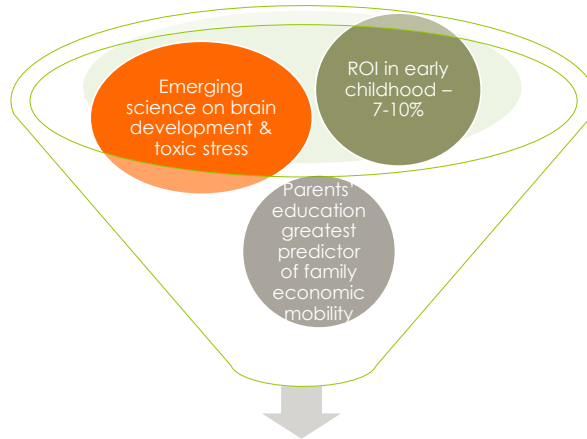 Emerging
science on brain
development &
toxic stress
ROI in early
childhood –
7-10%
Parents'
education
greatest
predictor
of family
economic
mobility